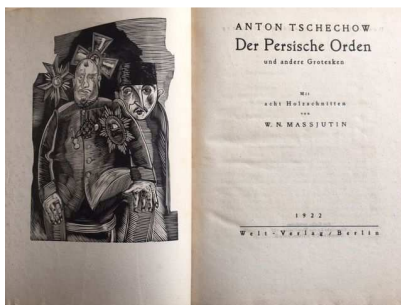 ANTON TSCHECHOW
Der Persische Orden
und andere Grotesken
Mit
acht Holzschnitten
von
W. N. MASSJUTIN
1922
Welt-Verlag/Berlin